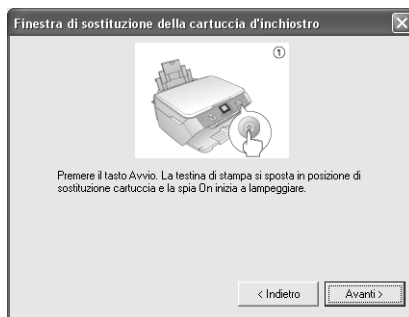 Finestra di sostituzione della cartuccia d'inchiostro
1
Premere il tasto Avvio. La testina di stampa si sposta in posizione di
sostituzione cartuccia e la spia On inizia a lampeggiare.
< Indietro
Avanti >